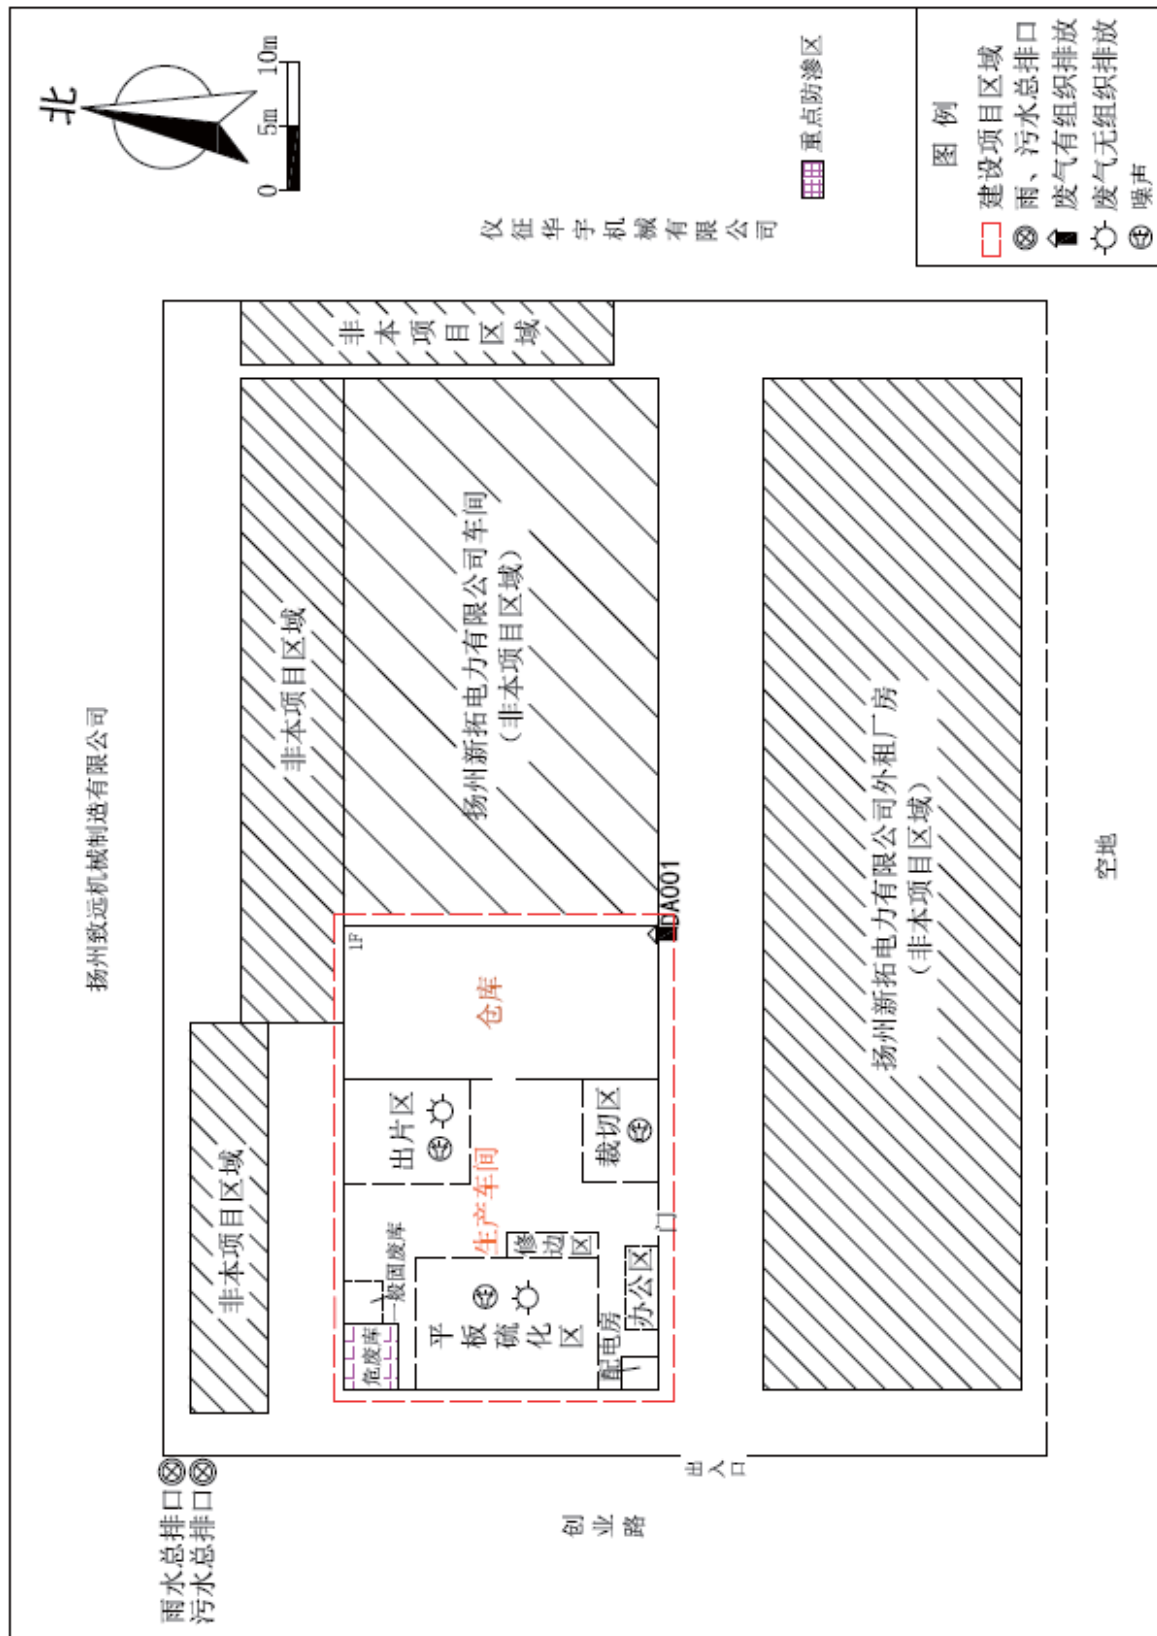 雨水总排口
污水总排口
创业路
出入口
扬州致远机械制造有限公司
非本项目区域
非本项目区域
非本项目区域
扬州新拓电力有限公司车间
（非本项目区域）
扬州新拓电力有限公司外租厂房
（非本项目区域）
空地
危废库
一般固废库
平板硫化区
修边区
配电房
办公区
门
生产车间
出片区
裁切区
仓库
1F
DA001
仪征华宇机械有限公司
北
0 5m 10m
重点防渗区
图 例
建设项目区域
雨、污水总排口
废气有组织排放
废气无组织排放
噪声